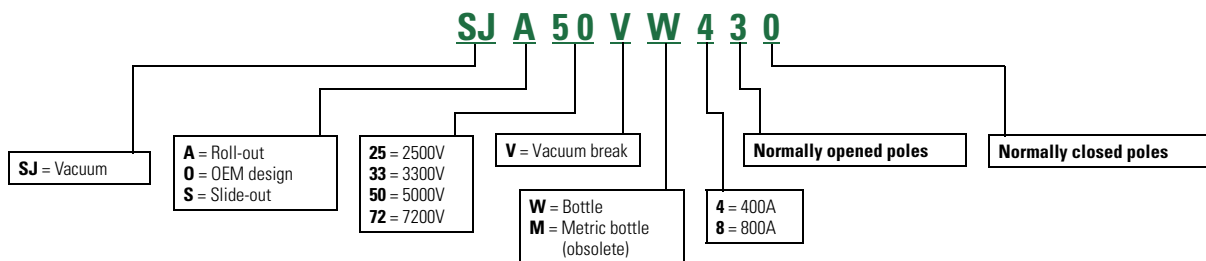 SJ A 50 V W 4 3 0
SJ = Vacuum
A = Roll-out
O = OEM design
S = Slide-out
25 = 2500V
33 = 3300V
50 = 5000V
72 = 7200V
V = Vacuum break
W = Bottle
M = Metric bottle
(obsolete)
4 = 400A
8 = 800A
Normally opened poles
Normally closed poles